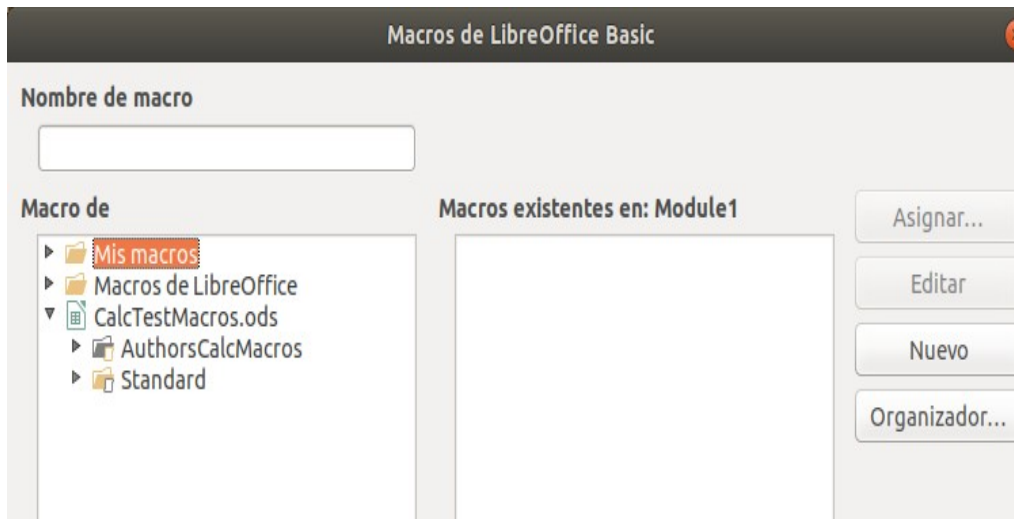 Macros de LibreOffice Basic
Nombre de macro
Macro de
Mis macros
Macros de LibreOffice
CalcTestMacros.ods
AuthorsCalcMacros
Standard
Macros existentes en: Module1
Asignar...
Editar
Nuevo
Organizador...